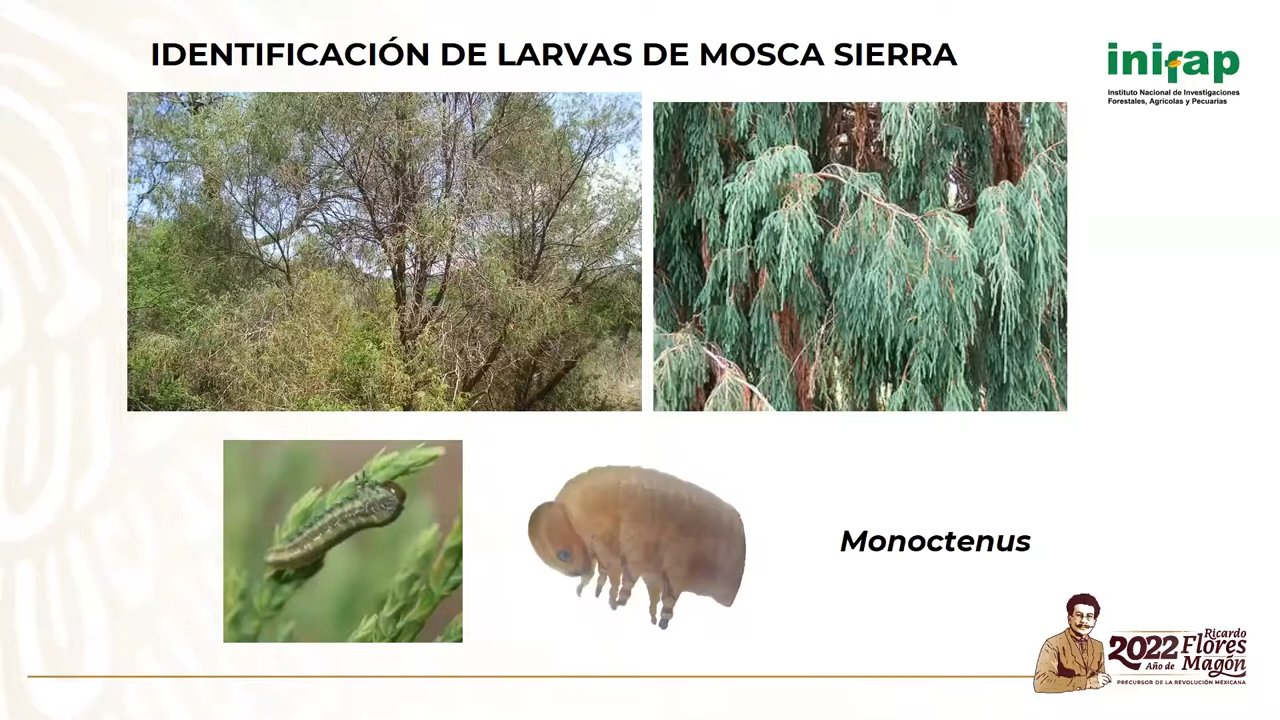 IDENTIFICACIÓN DE LARVAS DE MOSCA SIERRA
inifap
Instituto Nacional de Investigaciones
Forestales, Agrícolas y Pecuarias
Monoctenus
2022 Ricardo
Año de Flores
Magón
PRECURSOR DE LA REVOLUCIÓN MEXICANA